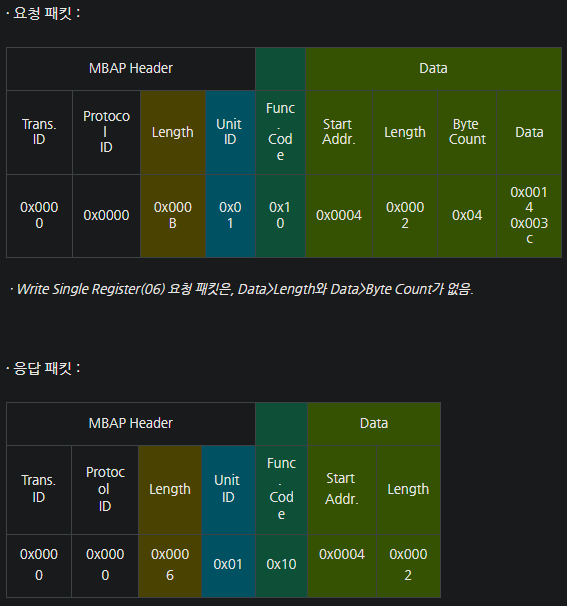 · 요청 패킷 :
MBAP Header Data
Trans. ID Protocol ID Length Unit ID Func. Code Start Addr. Length Byte Count Data
0x0000 0x0000 0x000B 0x01 0x10 0x0004 0x0002 0x04 0x0014 0x003c
· Write Single Register(06) 요청 패킷은, Data>Length와 Data>Byte Count가 없음.
· 응답 패킷 :
MBAP Header Data
Trans. ID Protocol ID Length Unit ID Func. Code Start Addr. Length
0x0000 0x0000 0x0006 0x01 0x10 0x0004 0x0002